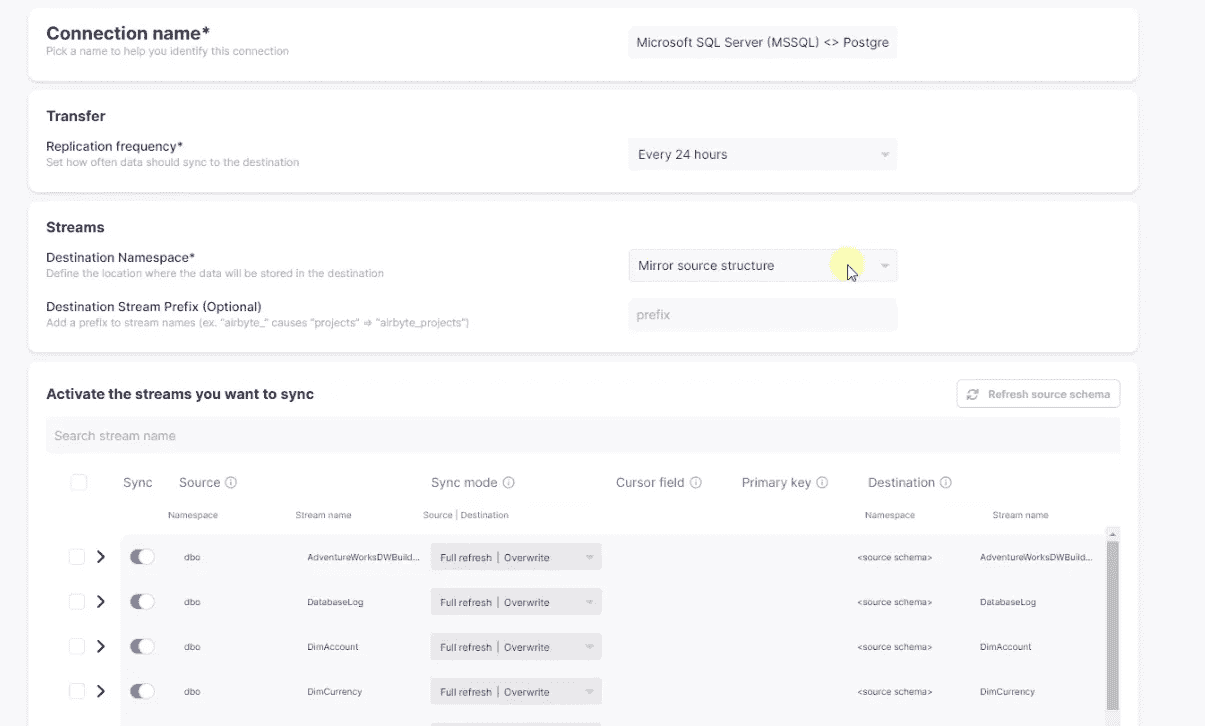 Connection name*
Pick a name to help you identify this connection
Microsoft SQL Server (MSSQL) <> Postgre
Transfer
Replication frequency*
Set how often data should sync to the destination
Every 24 hours
Streams
Destination Namespace*
Define the location where the data will be stored in the destination
Mirror source structure
Destination Stream Prefix (Optional)
Add a prefix to stream names (ex. "airbyte_" causes "projects" => "airbyte_projects")
prefix
Activate the streams you want to sync
Refresh source schema
Search stream name
Sync Source Sync mode Cursor field Primary key Destination
Namespace Stream name Source | Destination Namespace Stream name
dbo AdventureWorksDWBuild... Full refresh | Overwrite <source schema> AdventureWorksDWBuild...
dbo DatabaseLog Full refresh | Overwrite <source schema> DatabaseLog
dbo DimAccount Full refresh | Overwrite <source schema> DimAccount
dbo DimCurrency Full refresh | Overwrite <source schema> DimCurrency